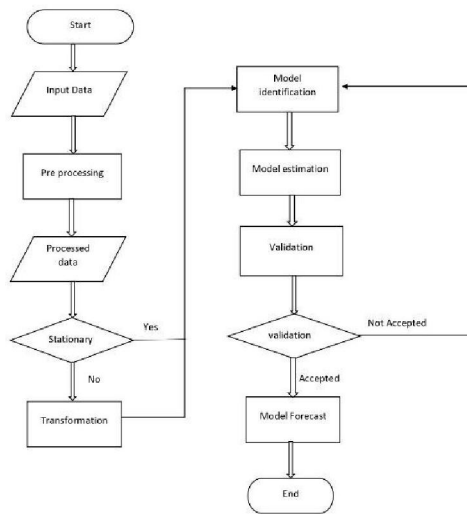 Start
Input Data
Pre processing
Processed
data
Stationary
Yes
No
Transformation
Model
identification
Model estimation
Validation
validation
Not Accepted
Accepted
Model Forecast
End